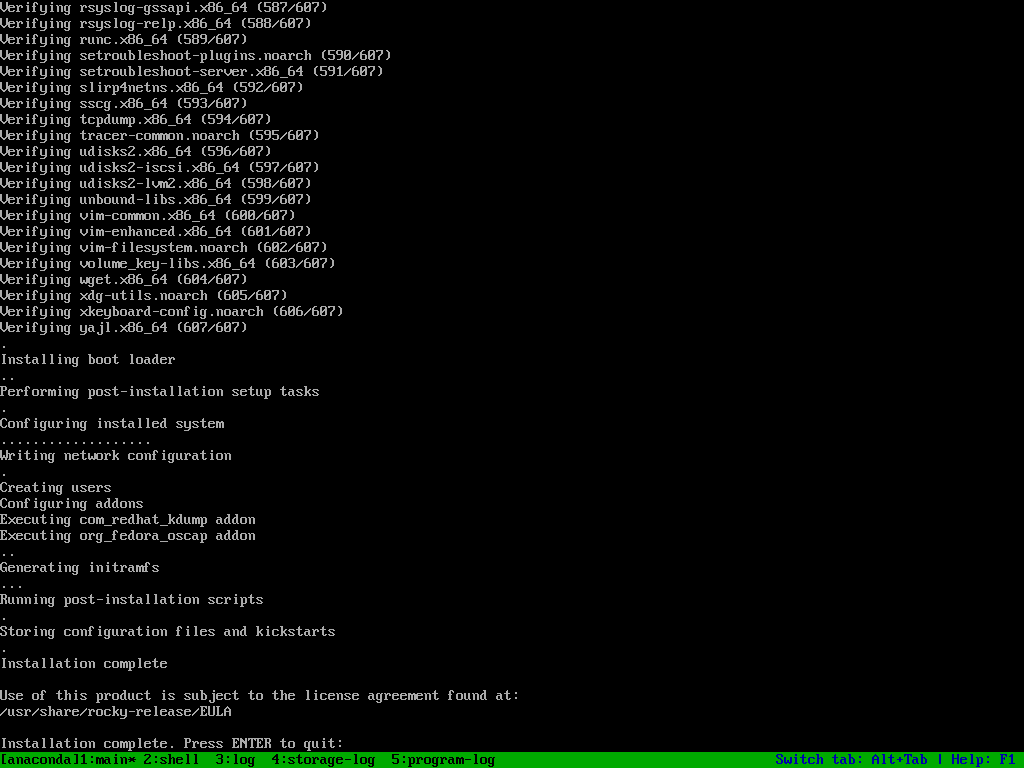 Verifying rsyslog-gssapi.x86_64 (587/607)
Verifying rsyslog-relp.x86_64 (588/607)
Verifying runc.x86_64 (589/607)
Verifying setroubleshoot-plugins.noarch (590/607)
Verifying setroubleshoot-server.x86_64 (591/607)
Verifying slirp4netns.x86_64 (592/607)
Verifying sscg.x86_64 (593/607)
Verifying tcpdump.x86_64 (594/607)
Verifying tracer-common.noarch (595/607)
Verifying udisks2.x86_64 (596/607)
Verifying udisks2-iscsi.x86_64 (597/607)
Verifying udisks2-lvm2.x86_64 (598/607)
Verifying unbound-libs.x86_64 (599/607)
Verifying vim-common.x86_64 (600/607)
Verifying vim-enhanced.x86_64 (601/607)
Verifying vim-filesystem.noarch (602/607)
Verifying volume_key-libs.x86_64 (603/607)
Verifying wget.x86_64 (604/607)
Verifying xdg-utils.noarch (605/607)
Verifying xkeyboard-config.noarch (606/607)
Verifying yajl.x86_64 (607/607)
.
Installing boot loader
..
Performing post-installation setup tasks
.
Configuring installed system
...................
Writing network configuration
.
Creating users
Configuring addons
Executing com_redhat_kdump addon
Executing org_fedora_oscap addon
..
Generating initramfs
...
Running post-installation scripts
.
Storing configuration files and kickstarts
.
Installation complete
Use of this product is subject to the license agreement found at:
/usr/share/rocky-release/EULA
Installation complete. Press ENTER to quit:
[anaconda]1:main* 2:shell  3:log  4:storage-log  5:program-log Switch tab: Alt+Tab | Help: F1